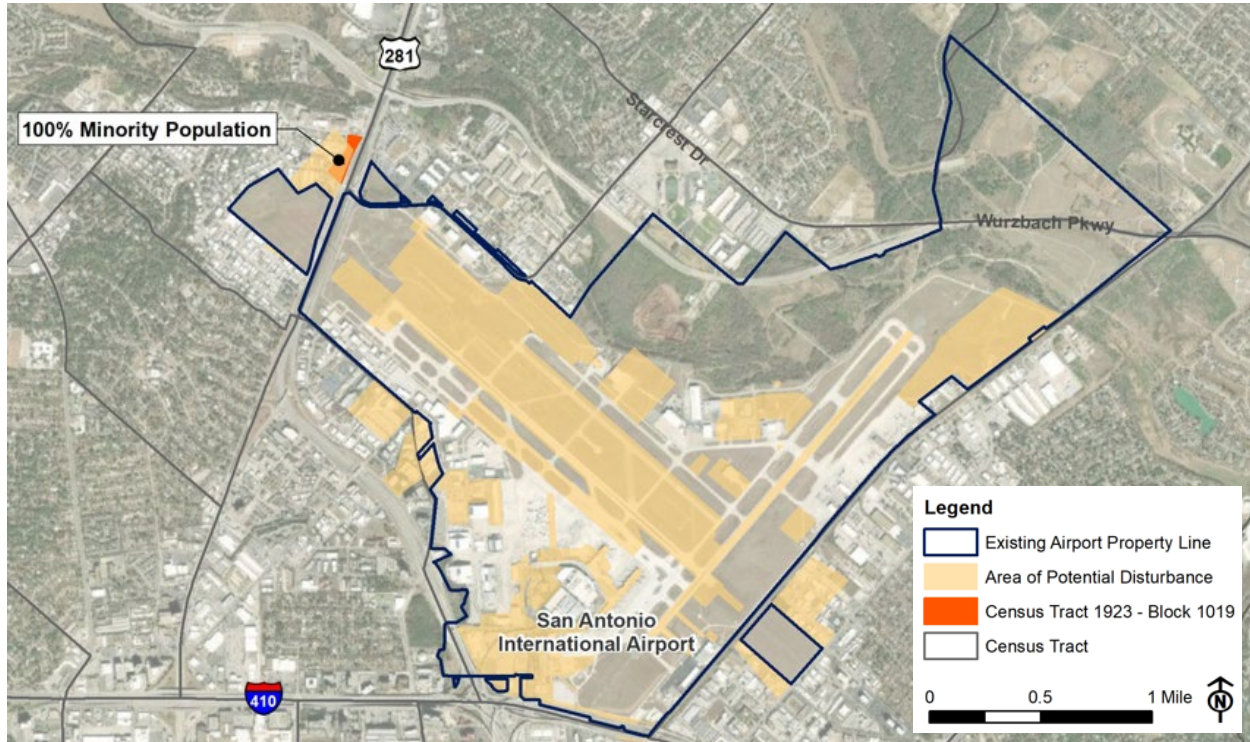 281
100% Minority Population
Starcrest Dr
Wurzbach Pkwy
San Antonio
International Airport
410
Legend
Existing Airport Property Line
Area of Potential Disturbance
Census Tract 1923 - Block 1019
Census Tract
0 0.5 1 Mile
N